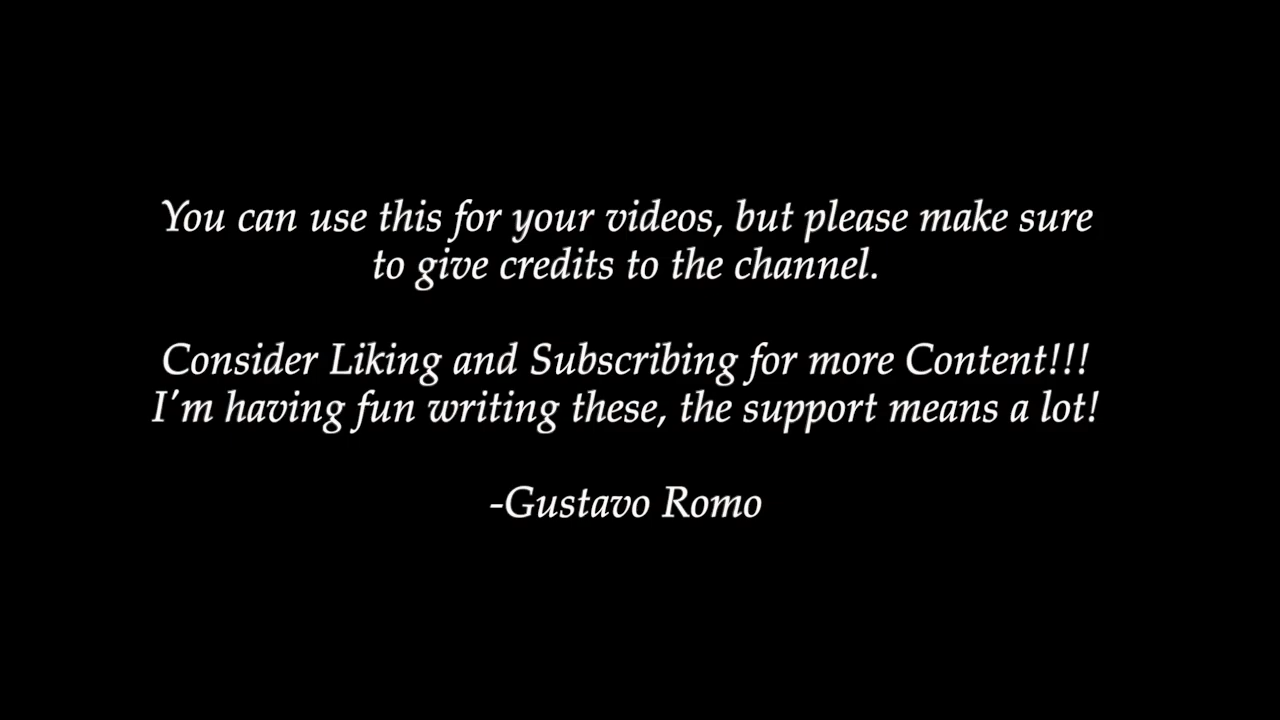 You can use this for your videos, but please make sure
to give credits to the channel.
Consider Liking and Subscribing for more Content!!!
I'm having fun writing these, the support means a lot!
-Gustavo Romo